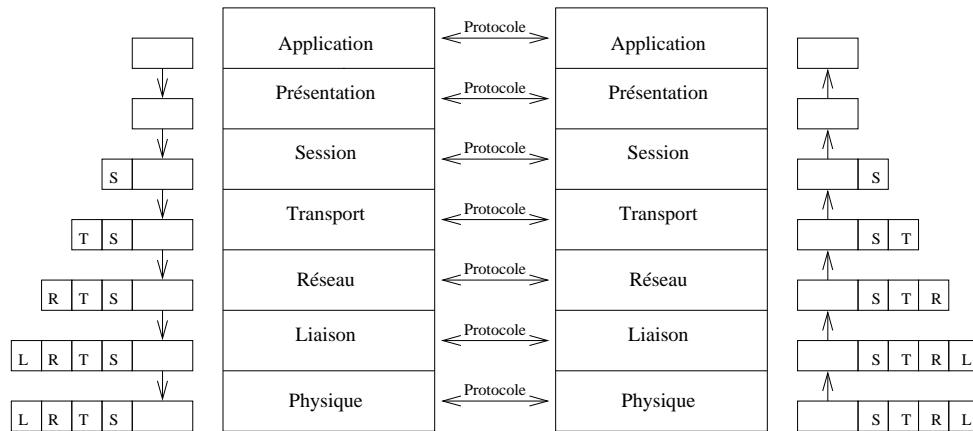 Application Protocole Application
Présentation Protocole Présentation
S Session Protocole Session S
T S Transport Protocole Transport S T
R T S Réseau Protocole Réseau S T R
L R T S Liaison Protocole Liaison S T R L
L R T S Physique Protocole Physique S T R L